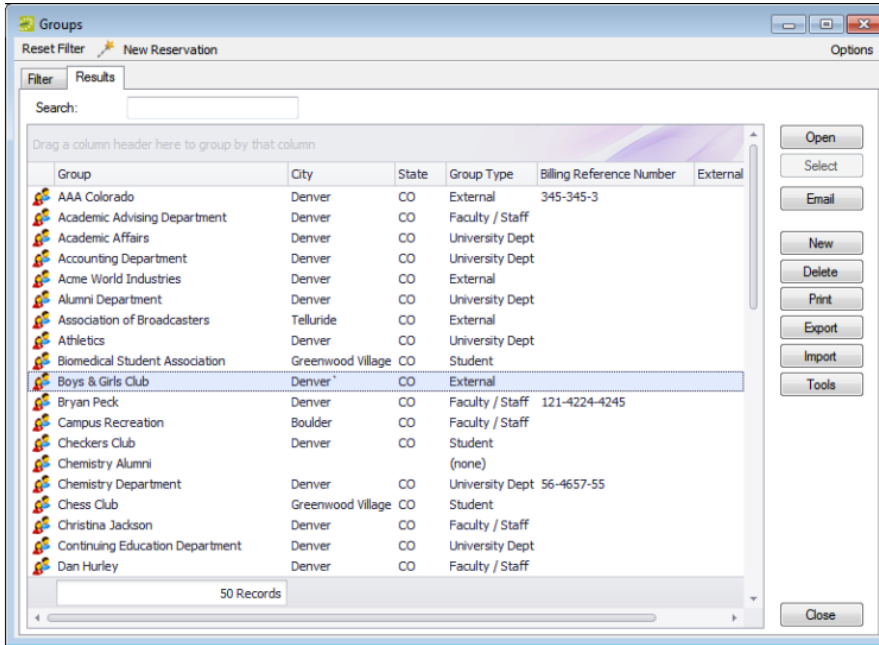 Groups
Reset Filter New Reservation Options
Filter Results
Search:
Drag a column header here to group by that column
Group City State Group Type Billing Reference Number External
AAA Colorado Denver CO External 345-345-3
Academic Advising Department Denver CO Faculty / Staff
Academic Affairs Denver CO University Dept
Accounting Department Denver CO University Dept
Acme World Industries Denver CO External
Alumni Department Denver CO University Dept
Association of Broadcasters Telluride CO External
Athletics Denver CO University Dept
Biomedical Student Association Greenwood Village CO Student
Boys & Girls Club Denver` CO External
Bryan Peck Denver CO Faculty / Staff 121-4224-4245
Campus Recreation Boulder CO Faculty / Staff
Checkers Club Denver CO Student
Chemistry Alumni (none)
Chemistry Department Denver CO University Dept 56-4657-55
Chess Club Greenwood Village CO Student
Christina Jackson Denver CO Faculty / Staff
Continuing Education Department Denver CO University Dept
Dan Hurley Denver CO Faculty / Staff
50 Records
Open
Select
Email
New
Delete
Print
Export
Import
Tools
Close